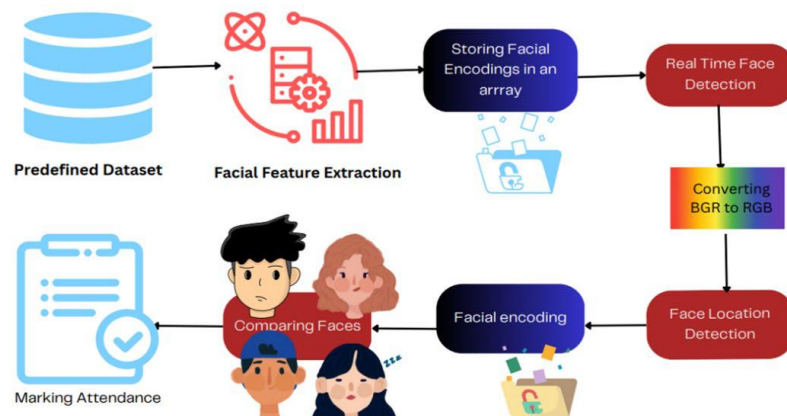 Storing Facial
Encodings in an
arrray
Real Time Face
Detection
Predefined Dataset
Facial Feature Extraction
Converting
BGR to RGB
Comparing Faces
Facial encoding
Face Location
Detection
Marking Attendance
zzz